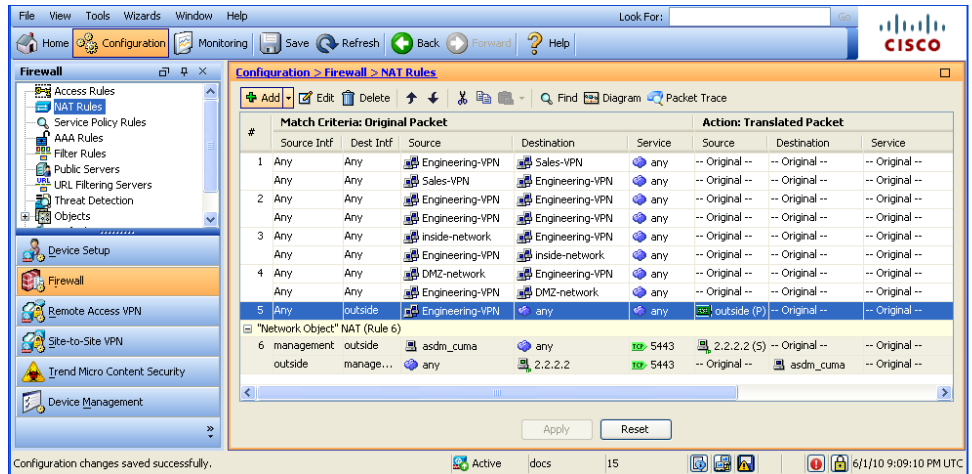 File View Tools Wizards Window Help Look For: Go
Home Configuration Monitoring Save Refresh Back Forward Help
CISCO
Firewall
Access Rules
NAT Rules
Service Policy Rules
AAA Rules
Filter Rules
Public Servers
URL Filtering Servers
Threat Detection
Objects
Device Setup
Firewall
Remote Access VPN
Site-to-Site VPN
Trend Micro Content Security
Device Management
Configuration > Firewall > NAT Rules
Add Edit Delete Find Diagram Packet Trace
# Match Criteria: Original Packet Action: Translated Packet
Source Intf Dest Intf Source Destination Service Source Destination Service
1 Any Any Engineering-VPN Sales-VPN any -- Original -- -- Original -- -- Original --
Any Any Sales-VPN Engineering-VPN any -- Original -- -- Original -- -- Original --
2 Any Any Engineering-VPN Engineering-VPN any -- Original -- -- Original -- -- Original --
Any Any Engineering-VPN Engineering-VPN any -- Original -- -- Original -- -- Original --
3 Any Any inside-network Engineering-VPN any -- Original -- -- Original -- -- Original --
Any Any Engineering-VPN inside-network any -- Original -- -- Original -- -- Original --
4 Any Any DMZ-network Engineering-VPN any -- Original -- -- Original -- -- Original --
Any Any Engineering-VPN DMZ-network any -- Original -- -- Original -- -- Original --
5 Any outside Engineering-VPN any any outside (P) -- Original -- -- Original --
"Network Object" NAT (Rule 6)
6 management outside asdm_cuma any TCP 5443 2.2.2.2 (S) -- Original -- -- Original --
outside manage... any 2.2.2.2 TCP 5443 -- Original -- asdm_cuma -- Original --
Apply Reset
Configuration changes saved successfully. Active docs 15 6/1/10 9:09:10 PM UTC